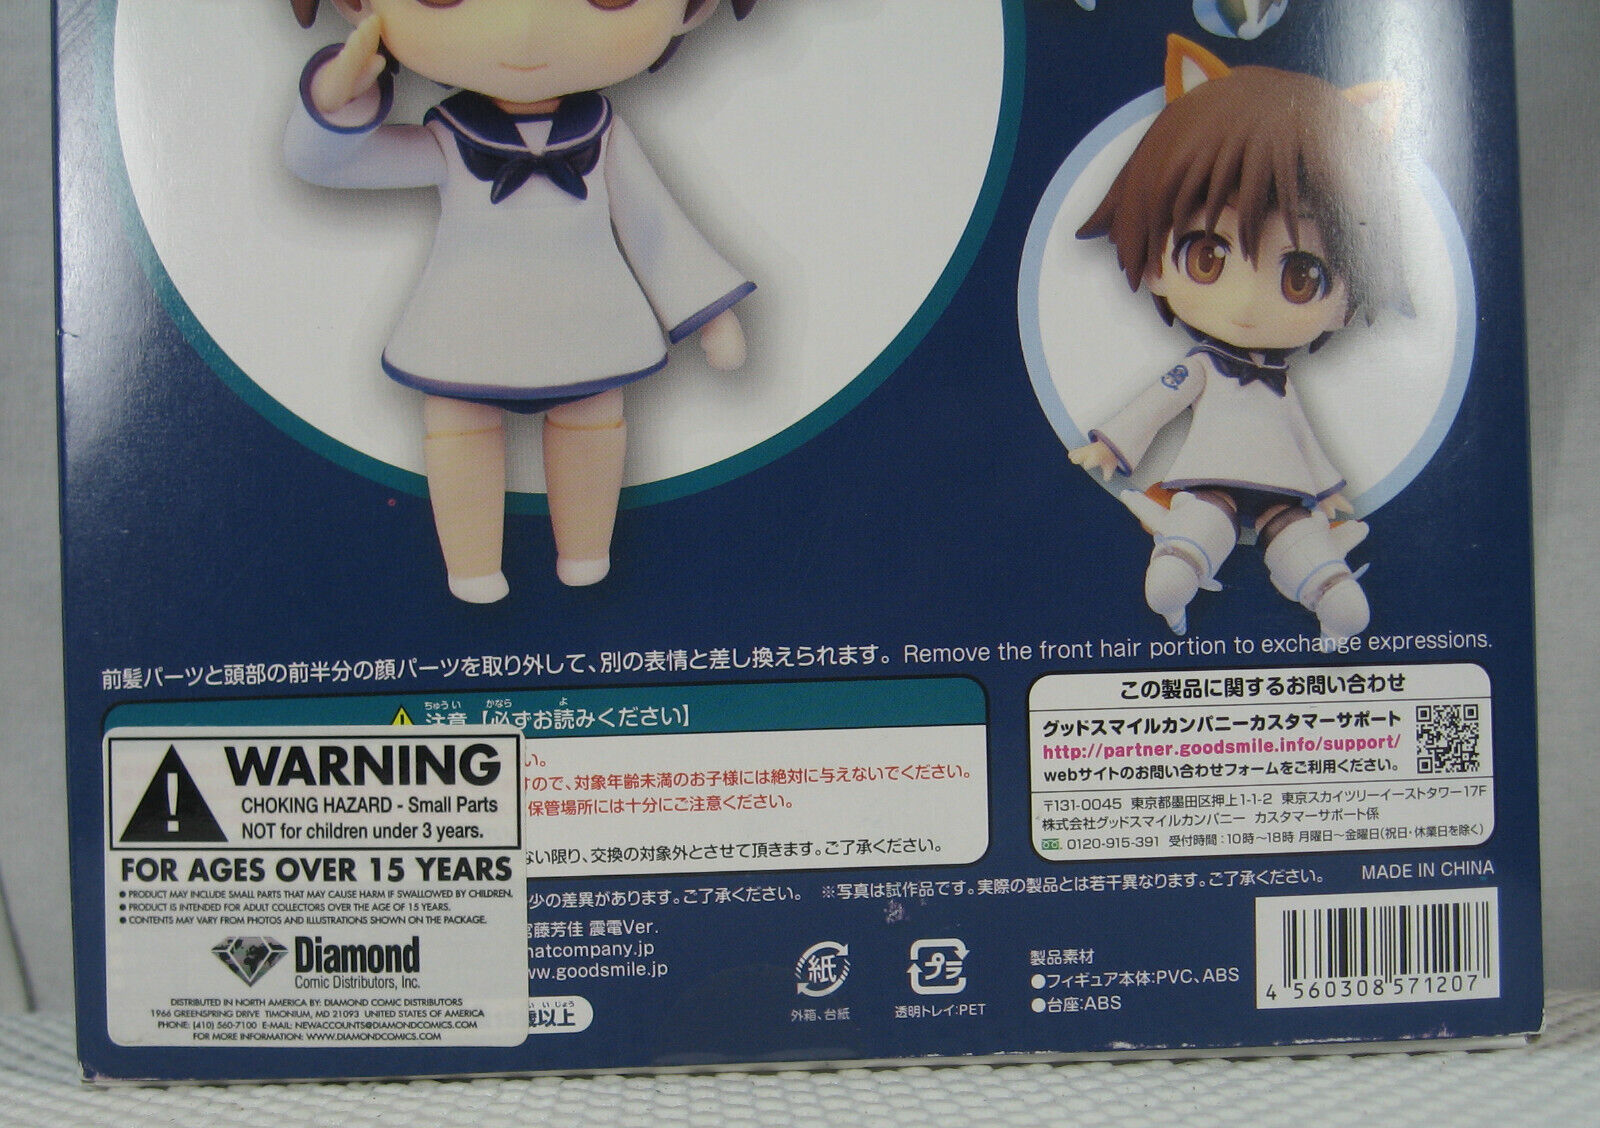 前髪パーツと頭部の前半分の顔パーツを取り外して、別の表情と差し換えられます。 Remove the front hair portion to exchange expressions.
ちゅうい かなら よ
注意【必ずお読みください】
い。
すので、対象年齢未満のお子様には絶対に与えないでください。
保管場所には十分にご注意ください。
ない限り、交換の対象外とさせて頂きます。ご了承ください。
WARNING
CHOKING HAZARD - Small Parts
NOT for children under 3 years.
FOR AGES OVER 15 YEARS
● PRODUCT MAY INCLUDE SMALL PARTS THAT MAY CAUSE HARM IF SWALLOWED BY CHILDREN.
● PRODUCT IS INTENDED FOR ADULT COLLECTORS OVER THE AGE OF 15 YEARS.
● CONTENTS MAY VARY FROM PHOTOS AND ILLUSTRATIONS SHOWN ON THE PACKAGE.
Diamond
Comic Distributors, Inc.
DISTRIBUTED IN NORTH AMERICA BY: DIAMOND COMIC DISTRIBUTORS
1966 GREENSPRING DRIVE TIMONIUM, MD 21093 UNITED STATES OF AMERICA
PHONE: (410) 560-7100 E-MAIL: NEWACCOUNTS@DIAMONDCOMICS.COM
FOR MORE INFORMATION: WWW.DIAMONDCOMICS.COM
この製品に関するお問い合わせ
グッドスマイルカンパニーカスタマーサポート
http://partner.goodsmile.info/support/
webサイトのお問い合わせフォームをご利用ください。
〒131-0045 東京都墨田区押上1-1-2 東京スカイツリーイーストタワー17F
株式会社グッドスマイルカンパニー カスタマーサポート係
0120-915-391 受付時間:10時～18時 月曜日～金曜日(祝日・休業日を除く)
少の差異があります。ご了承ください。 ※写真は試作品です。実際の製品とは若干異なります。ご了承ください。
MADE IN CHINA
宮藤芳佳 震電Ver.
hatcompany.jp
ww.goodsmile.jp
い じょう
歳以上
紙
外箱、台紙
プラ
透明トレイ:PET
製品素材
●フィギュア本体:PVC、ABS
●台座:ABS
4 560308 571207